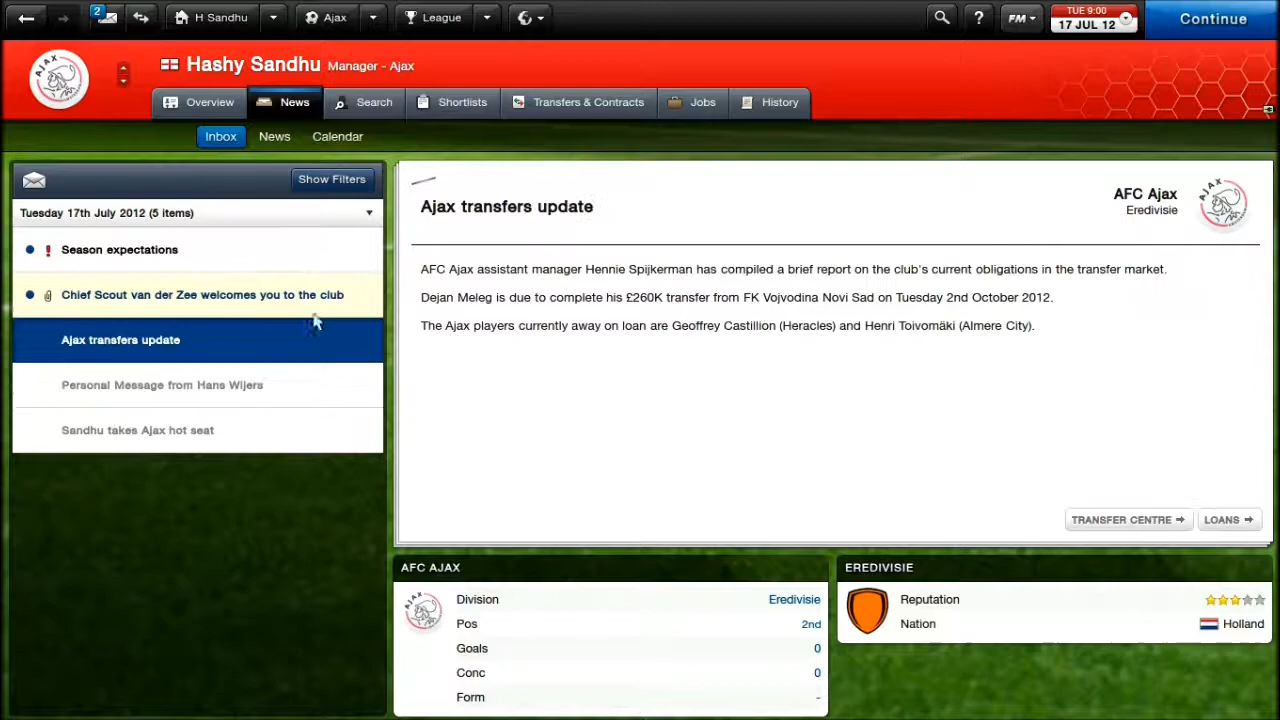 2
H Sandhu
Ajax
League
?
FM
TUE 9:00
17 JUL 12
Continue
AJAX
Hashy Sandhu Manager - Ajax
Overview
News
Search
Shortlists
Transfers & Contracts
Jobs
History
Inbox
News
Calendar
Show Filters
Tuesday 17th July 2012 (5 items)
Season expectations
Chief Scout van der Zee welcomes you to the club
Ajax transfers update
Personal Message from Hans Wijers
Sandhu takes Ajax hot seat
Ajax transfers update
AFC Ajax
Eredivisie
AJAX
AFC Ajax assistant manager Hennie Spijkerman has compiled a brief report on the club's current obligations in the transfer market.
Dejan Meleg is due to complete his £260K transfer from FK Vojvodina Novi Sad on Tuesday 2nd October 2012.
The Ajax players currently away on loan are Geoffrey Castillion (Heracles) and Henri Toivomäki (Almere City).
TRANSFER CENTRE
LOANS
AFC AJAX
AJAX
Division Eredivisie
Pos 2nd
Goals 0
Conc 0
Form -
EREDIVISIE
Reputation
Nation Holland